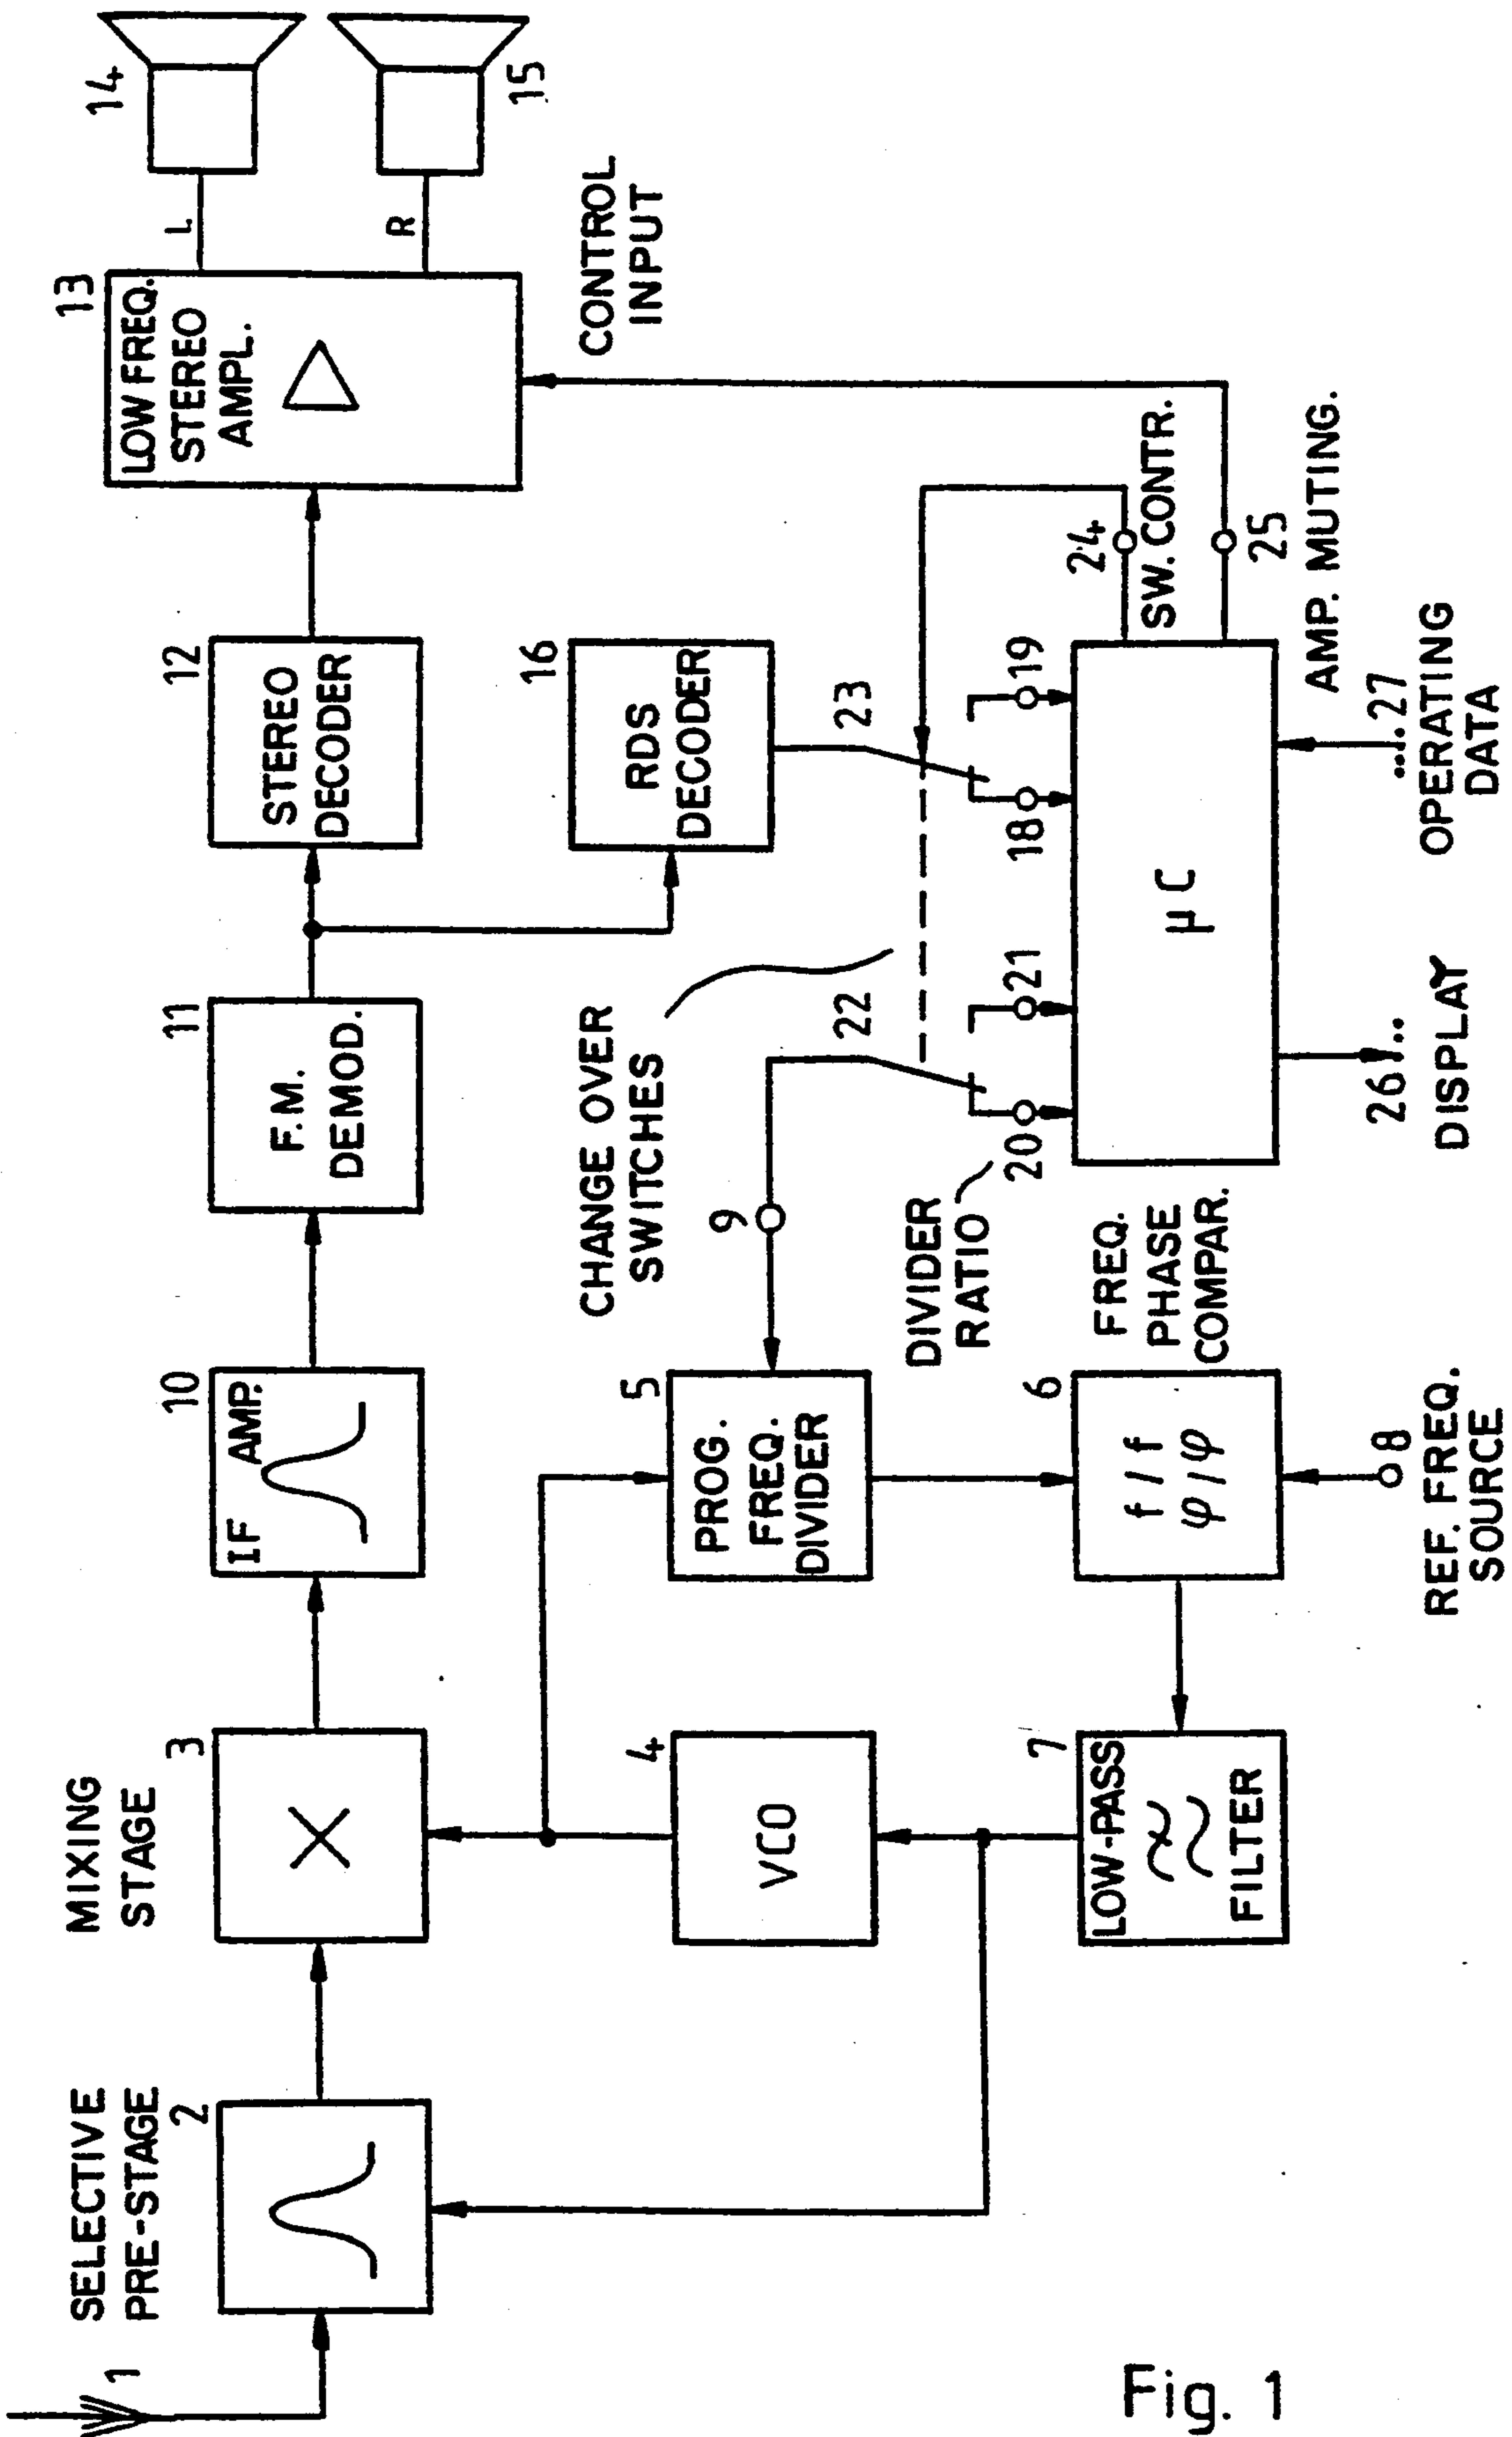 1
SELECTIVE
PRE-STAGE
2
MIXING
STAGE
3
10
IF AMP.
11
F.M.
DEMOD.
12
STEREO
DECODER
13
LOW FREQ.
STEREO
AMPL.
L
R
14
15
CONTROL
INPUT
4
VCO
5
PROG.
FREQ.
DIVIDER
9
CHANGE OVER
SWITCHES
16
RDS
DECODER
22
23
DIVIDER
RATIO
20
21
18
19
24
SW. CONTR.
25
AMP. MUTING.
7
LOW-PASS
FILTER
6
f / f
φ / φ
FREQ.
PHASE
COMPAR.
μC
8
REF. FREQ.
SOURCE
26
DISPLAY
27
OPERATING
DATA
Fig. 1